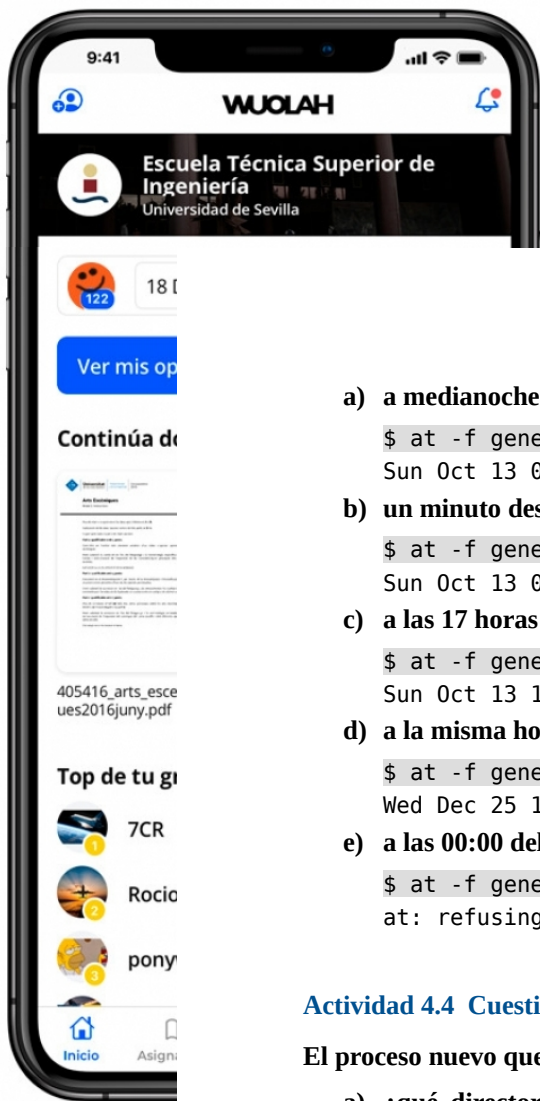 9:41
WUOLAH
Escuela Técnica Superior de
Ingeniería
Universidad de Sevilla
122
18
Ver mis
Continúa
405416_arts_esce
ues2016juny.pdf
Top de tu
7CR
1
Rocio
2
pony
3
Inicio
a) a medianoche
$ at -f gene
Sun Oct 13 0
b) un minuto des
$ at -f gene
Sun Oct 13 0
c) a las 17 horas
$ at -f gene
Sun Oct 13 1
d) a la misma ho
$ at -f gene
Wed Dec 25 1
e) a las 00:00 del
$ at -f gene
at: refusing
Actividad 4.4 Cuesti
El proceso nuevo que